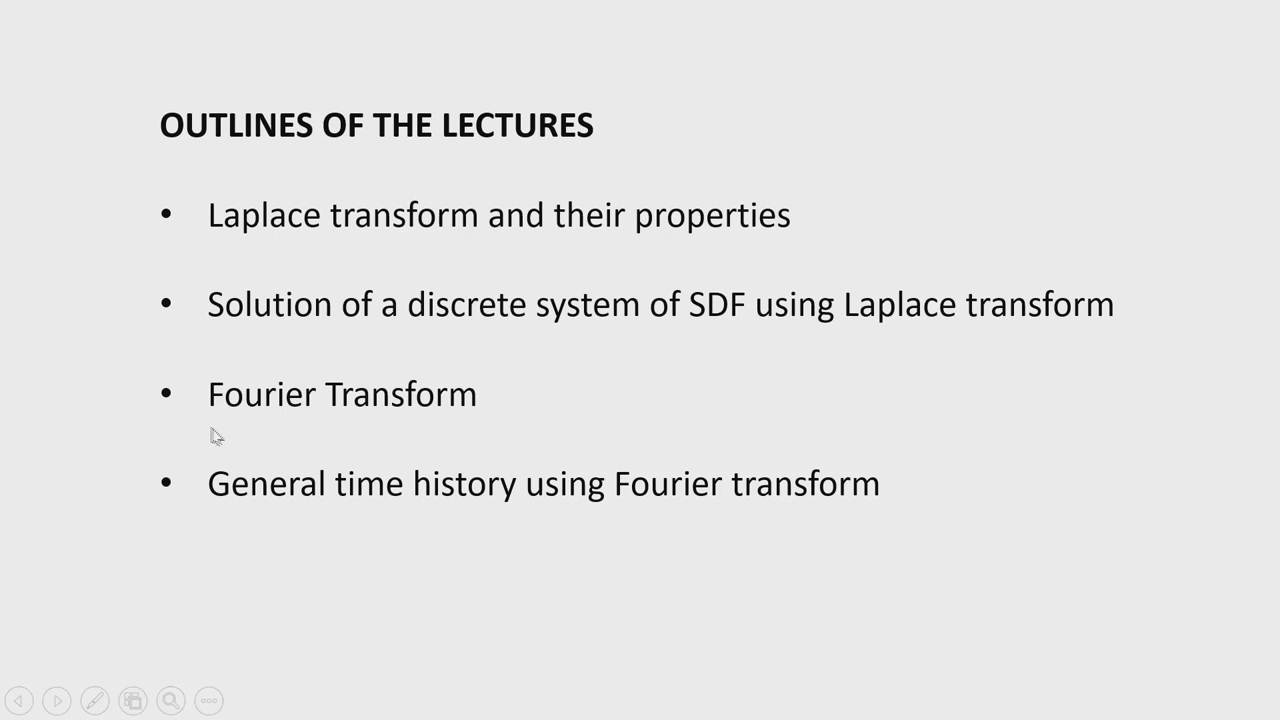 OUTLINES OF THE LECTURES
• Laplace transform and their properties
• Solution of a discrete system of SDF using Laplace transform
• Fourier Transform
• General time history using Fourier transform